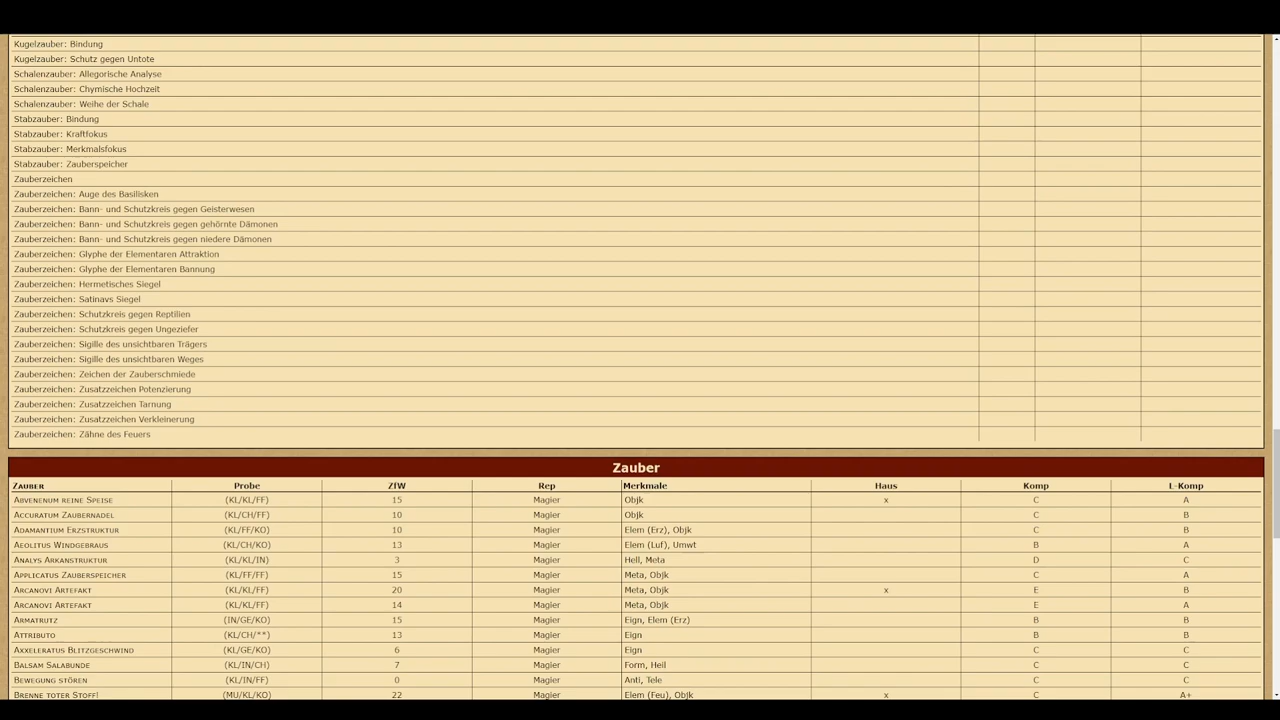 Kugelzauber: Bindung
Kugelzauber: Schutz gegen Untote
Schalenzauber: Allegorische Analyse
Schalenzauber: Chymische Hochzeit
Schalenzauber: Weihe der Schale
Stabzauber: Bindung
Stabzauber: Kraftfokus
Stabzauber: Merkmalsfokus
Stabzauber: Zauberspeicher
Zauberzeichen
Zauberzeichen: Auge des Basilisken
Zauberzeichen: Bann- und Schutzkreis gegen Geisterwesen
Zauberzeichen: Bann- und Schutzkreis gegen gehörnte Dämonen
Zauberzeichen: Bann- und Schutzkreis gegen niedere Dämonen
Zauberzeichen: Glyphe der Elementaren Attraktion
Zauberzeichen: Glyphe der Elementaren Bannung
Zauberzeichen: Hermetisches Siegel
Zauberzeichen: Satinavs Siegel
Zauberzeichen: Schutzkreis gegen Reptilien
Zauberzeichen: Schutzkreis gegen Ungeziefer
Zauberzeichen: Sigille des unsichtbaren Trägers
Zauberzeichen: Sigille des unsichtbaren Weges
Zauberzeichen: Zeichen der Zauberschmiede
Zauberzeichen: Zusatzzeichen Potenzierung
Zauberzeichen: Zusatzzeichen Tarnung
Zauberzeichen: Zusatzzeichen Verkleinerung
Zauberzeichen: Zähne des Feuers
Zauber
Zauber Probe ZfW Rep Merkmale Haus Komp L-Komp
Abvenenum reine Speise (KL/KL/FF) 15 Magier Objk x C A
Accuratum Zaubernadel (KL/CH/FF) 10 Magier Objk C B
Adamantium Erzstruktur (KL/FF/KO) 10 Magier Elem (Erz), Objk C B
Aeolitus Windgebraus (KL/CH/KO) 13 Magier Elem (Luf), Umwt B A
Analys Arkanstruktur (KL/KL/IN) 3 Magier Hell, Meta D C
Applicatus Zauberspeicher (KL/FF/FF) 15 Magier Meta, Objk C A
Arcanovi Artefakt (KL/KL/FF) 20 Magier Meta, Objk x E B
Arcanovi Artefakt (KL/KL/FF) 14 Magier Meta, Objk E A
Armatrutz (IN/GE/KO) 15 Magier Eign, Elem (Erz) B B
Attributo (KL/CH/**) 13 Magier Eign B B
Axxeleratus Blitzgeschwind (KL/GE/KO) 6 Magier Eign C C
Balsam Salabunde (KL/IN/CH) 7 Magier Form, Heil C C
Bewegung stören (KL/IN/FF) 0 Magier Anti, Tele C C
Brenne toter Stoff! (MU/KL/KO) 22 Magier Elem (Feu), Objk x C A+